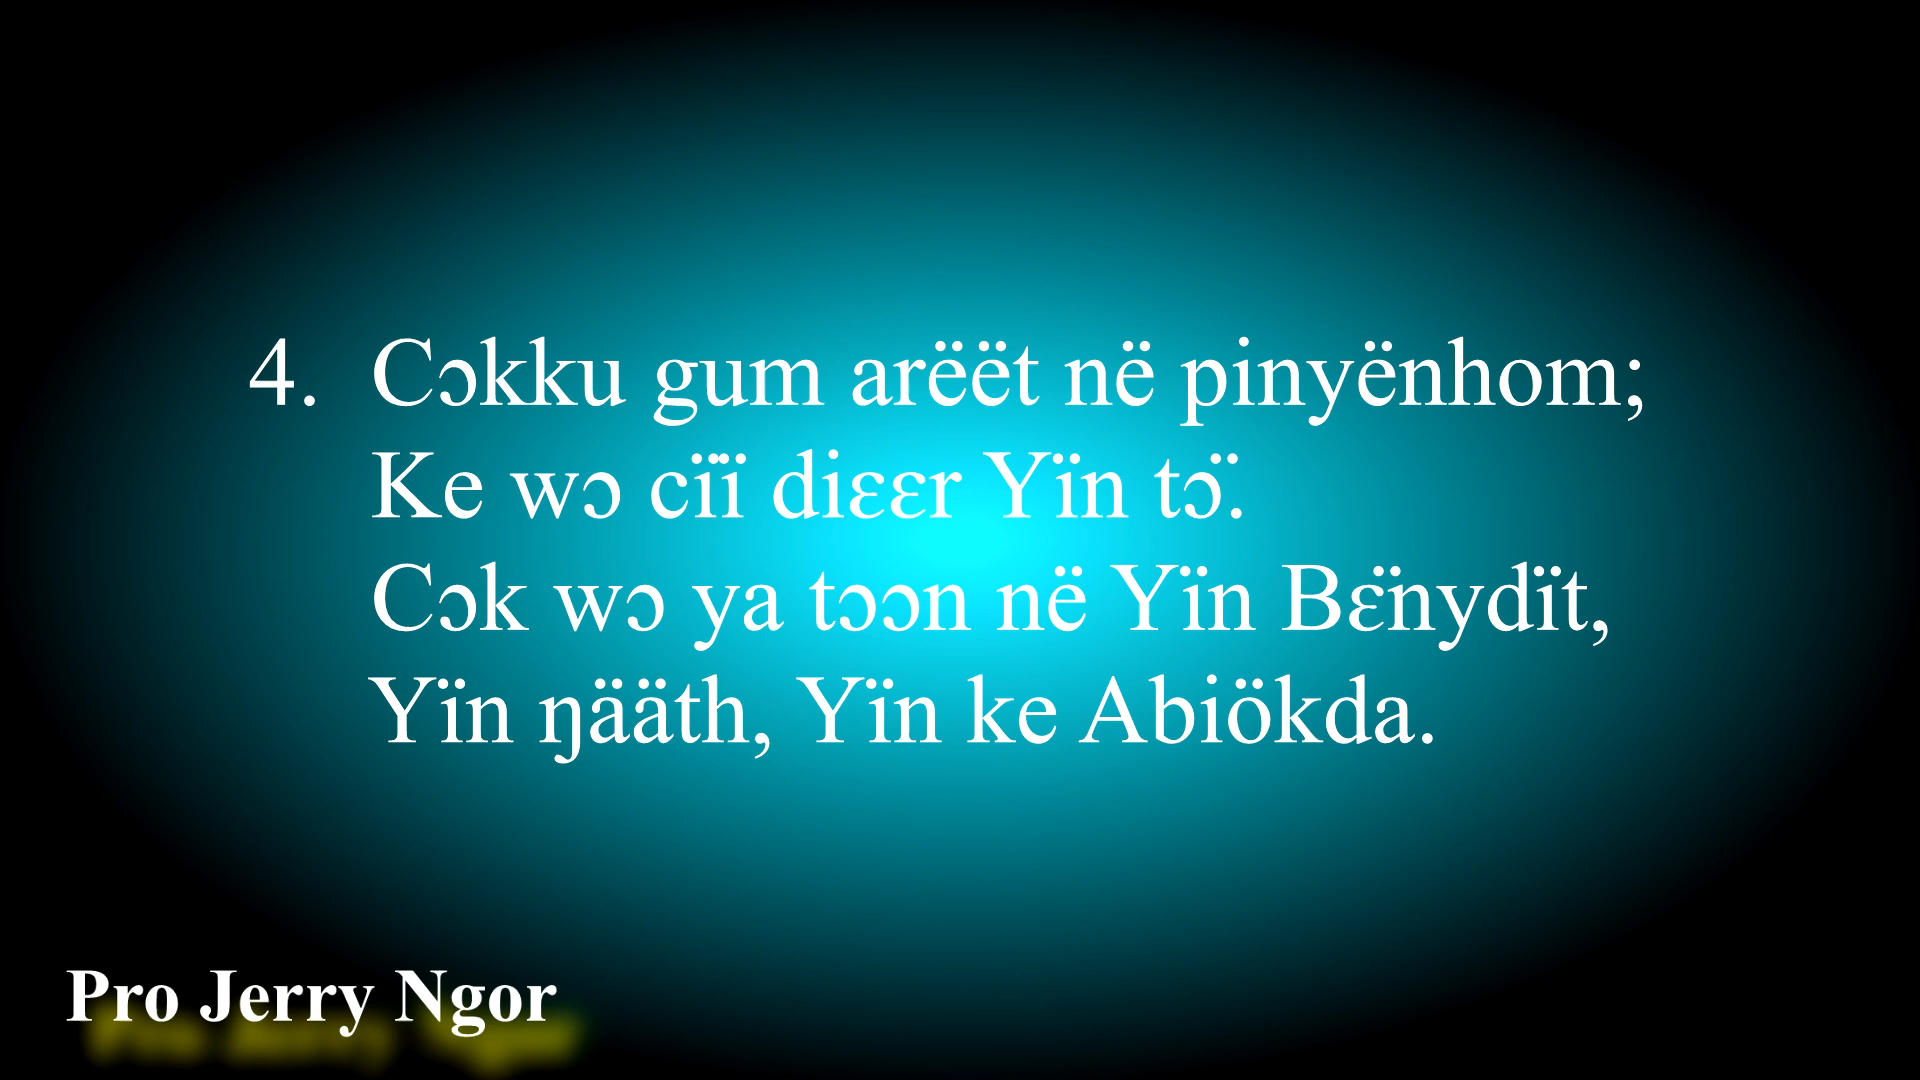 4. Cɔkku gum arëët në pinyënhom;
Ke wɔ cïï diɛɛr Yïn tɔ̈.
Cɔk wɔ ya tɔɔn në Yïn Bɛ̈nydït,
Yïn ŋääth, Yïn ke Abiökda.
Pro Jerry Ngor